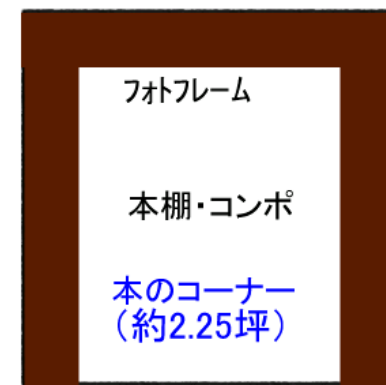 フォトフレーム
本棚・コンポ
本のコーナー
（約2.25坪）